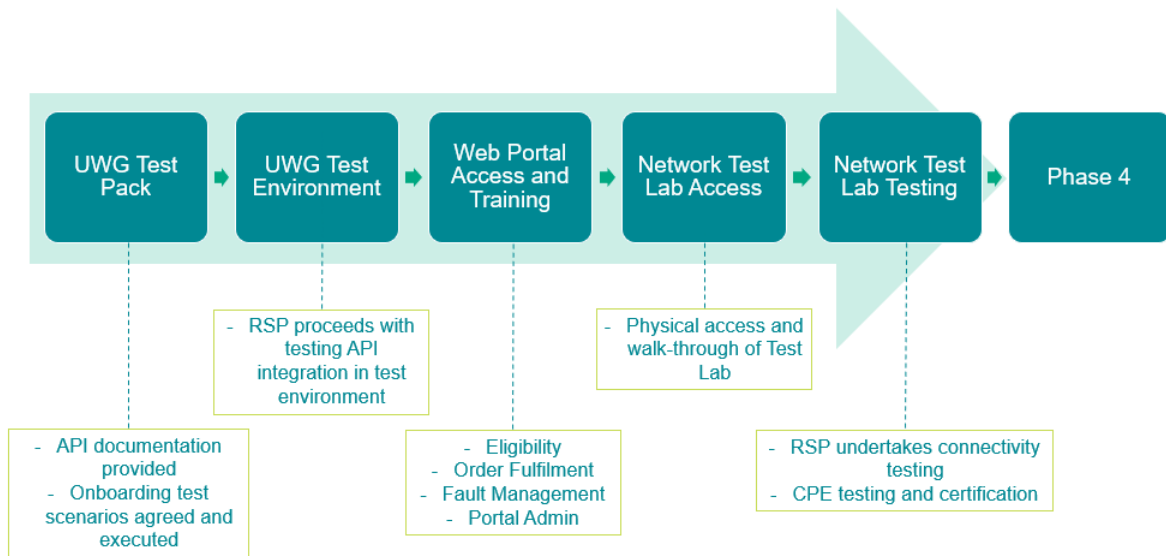 UWG Test
Pack
UWG Test
Environment
Web Portal
Access and
Training
Network Test
Lab Access
Network Test
Lab Testing
Phase 4
- RSP proceeds with
testing API
integration in test
environment
- Physical access and
walk-through of Test
Lab
- API documentation
provided
- Onboarding test
scenarios agreed and
executed
- Eligibility
- Order Fulfilment
- Fault Management
- Portal Admin
- RSP undertakes connectivity
testing
- CPE testing and certification